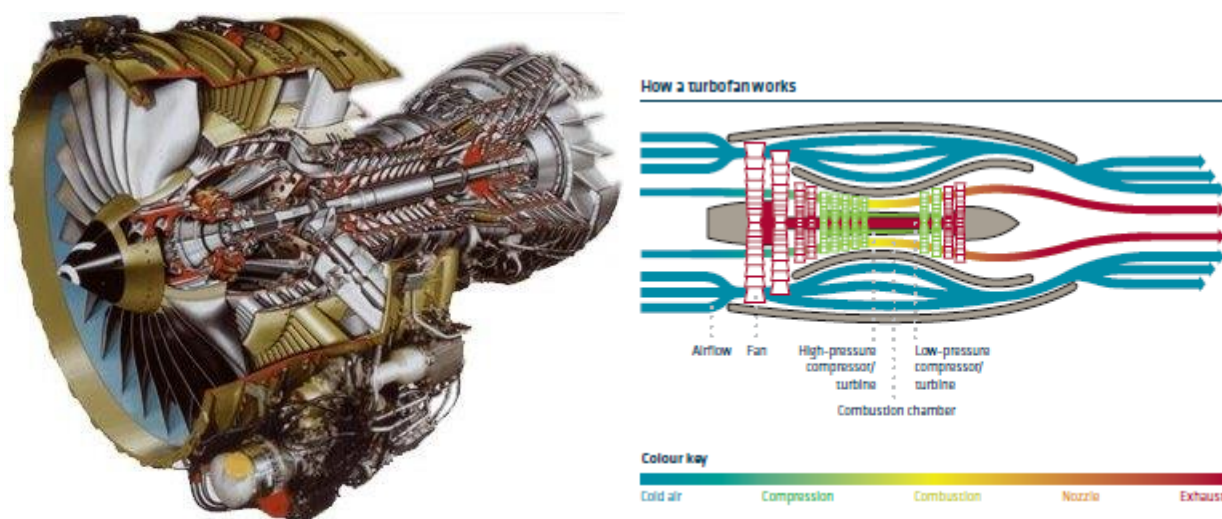 How a turbofan works
Airflow
Fan
High-pressure
compressor/
turbine
Low-pressure
compressor/
turbine
Combustion chamber
Colour key
Cold air
Compression
Combustion
Nozzle
Exhaus